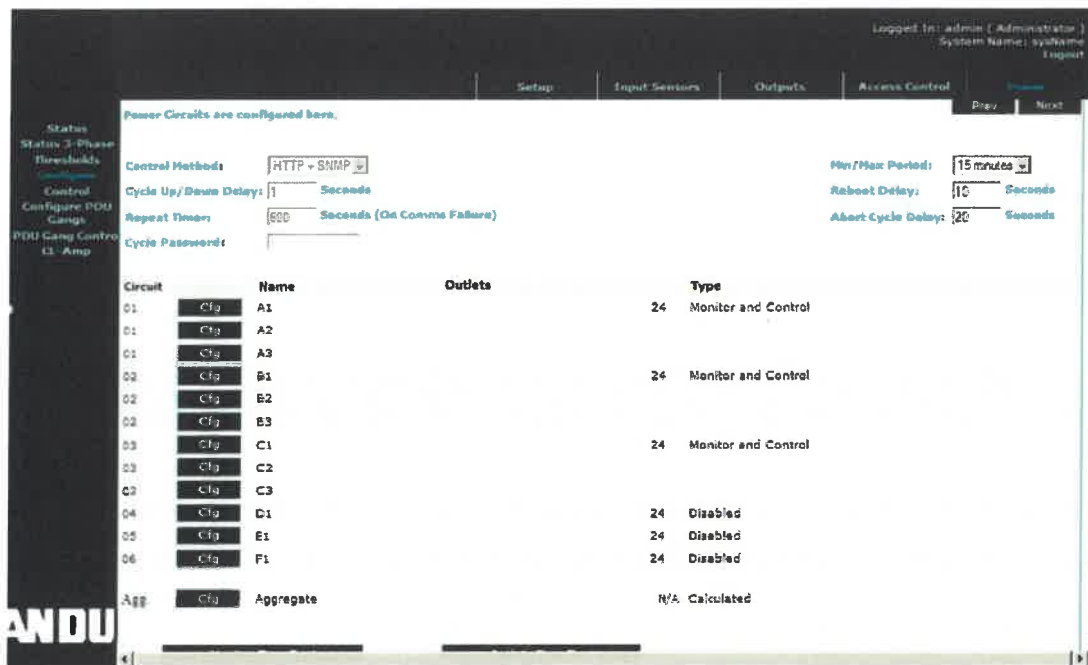 Logged In: admin ( Administrator )
System Name: sysName
Logout
Setup
Input Sensors
Outputs
Access Control
Power
Prev
Next
Status
Status 3-Phase
Thresholds
Configure
Control
Configure PDU
Gangs
PDU Gang Contro
Power Circuits are configured here.
Control Method: HTTP + SNMP
Min/Max Period: 15 minutes
Cycle Up/Down Delay: 1 Seconds
Reboot Delay: 10 Seconds
Repeat Timer: 600 Seconds (On Comms Failure)
Abort Cycle Delay: 20 Seconds
Cycle Password:
Circuit Name Outlets Type
01 Cfg A1 24 Monitor and Control
01 Cfg A2
01 Cfg A3
02 Cfg B1 24 Monitor and Control
02 Cfg B2
02 Cfg B3
03 Cfg C1 24 Monitor and Control
03 Cfg C2
03 Cfg C3
04 Cfg D1 24 Disabled
05 Cfg E1 24 Disabled
06 Cfg F1 24 Disabled
Agg. Cfg Aggregate N/A Calculated
ANDU